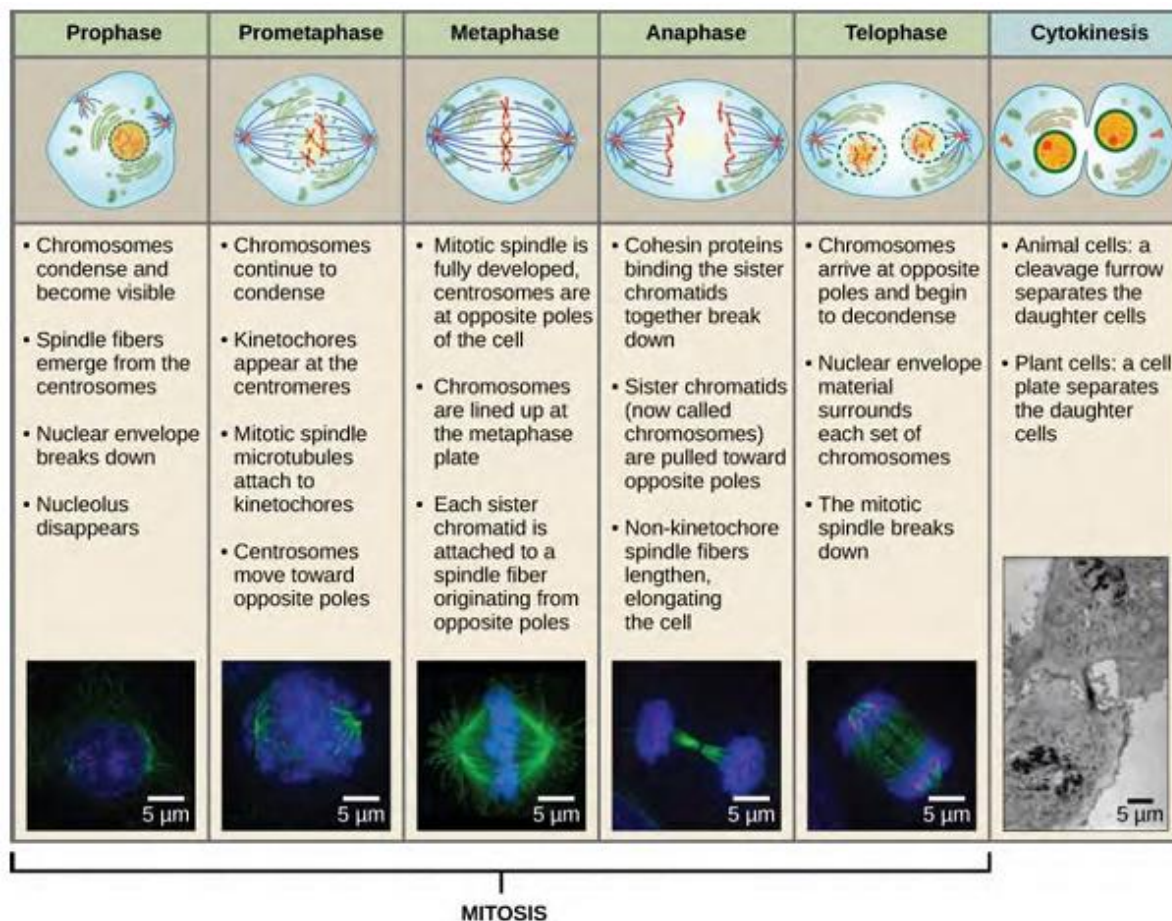 Prophase
Prometaphase
Metaphase
Anaphase
Telophase
Cytokinesis
• Chromosomes
condense and
become visible
• Spindle fibers
emerge from the
centrosomes
• Nuclear envelope
breaks down
• Nucleolus
disappears
• Chromosomes
continue to
condense
• Kinetochores
appear at the
centromeres
• Mitotic spindle
microtubules
attach to
kinetochores
• Centrosomes
move toward
opposite poles
• Mitotic spindle is
fully developed,
centrosomes are
at opposite poles
of the cell
• Chromosomes
are lined up at
the metaphase
plate
• Each sister
chromatid is
attached to a
spindle fiber
originating from
opposite poles
• Cohesin proteins
binding the sister
chromatids
together break
down
• Sister chromatids
(now called
chromosomes)
are pulled toward
opposite poles
• Non-kinetochore
spindle fibers
lengthen,
elongating
the cell
• Chromosomes
arrive at opposite
poles and begin
to decondense
• Nuclear envelope
material
surrounds
each set of
chromosomes
• The mitotic
spindle breaks
down
• Animal cells: a
cleavage furrow
separates the
daughter cells
• Plant cells: a cell
plate separates
the daughter
cells
5 µm
5 µm
5 µm
5 µm
5 µm
5 µm
MITOSIS